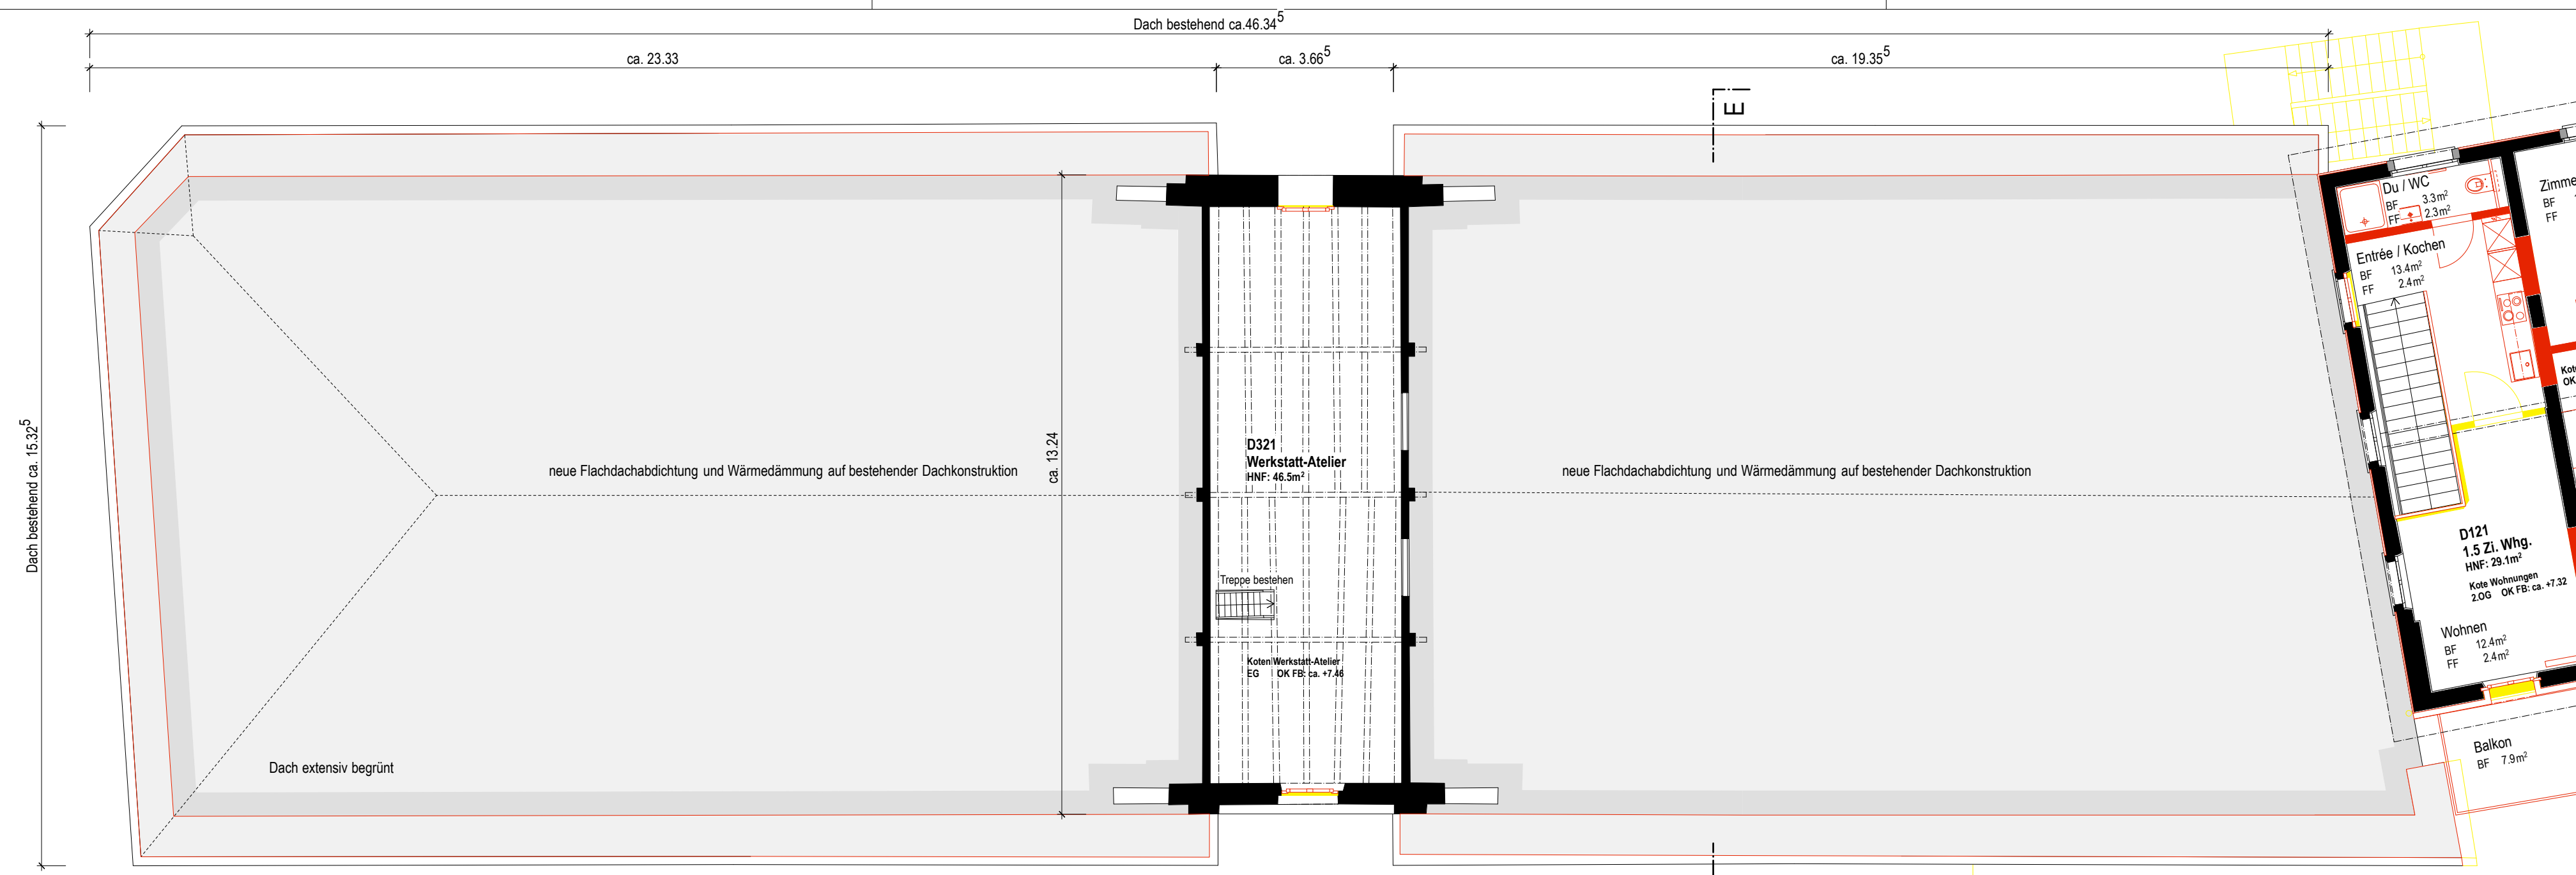 Dach bestehend ca.46.34⁵
ca. 23.33
ca. 3.66⁵
ca. 19.35⁵
E
Dach bestehend ca. 15.32⁵
ca. 13.24
neue Flachdachabdichtung und Wärmedämmung auf bestehender Dachkonstruktion
Dach extensiv begrünt
D321
Werkstatt-Atelier
HNF: 46.5m²
Treppe bestehen
Koten Werkstatt-Atelier
EG OK FB: ca. +7.46
neue Flachdachabdichtung und Wärmedämmung auf bestehender Dachkonstruktion
Du / WC
BF 3.3m²
FF 2.3m²
Entrée / Kochen
BF 13.4m²
FF 2.4m²
Zimme
BF
FF
Kote
OK
D121
1.5 Zi. Whg.
HNF: 29.1m²
Kote Wohnungen
2.OG OK FB: ca. +7.32
Wohnen
BF 12.4m²
FF 2.4m²
Balkon
BF 7.9m²